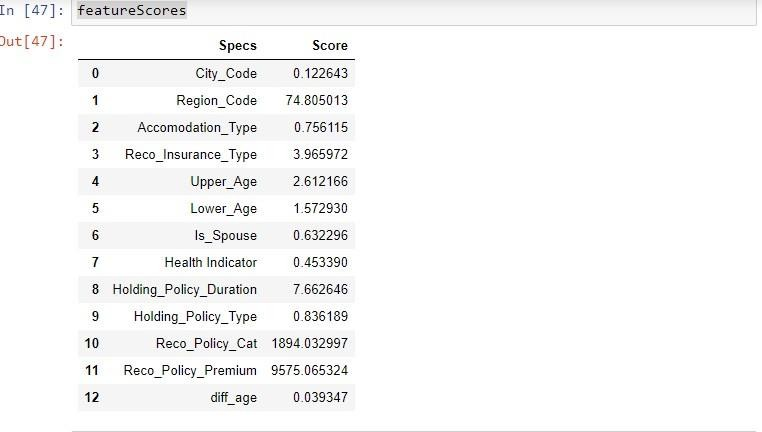 In [47]: featureScores
Out[47]:
Specs Score
0 City_Code 0.122643
1 Region_Code 74.805013
2 Accomodation_Type 0.756115
3 Reco_Insurance_Type 3.965972
4 Upper_Age 2.612166
5 Lower_Age 1.572930
6 Is_Spouse 0.632296
7 Health Indicator 0.453390
8 Holding_Policy_Duration 7.662646
9 Holding_Policy_Type 0.836189
10 Reco_Policy_Cat 1894.032997
11 Reco_Policy_Premium 9575.065324
12 diff_age 0.039347